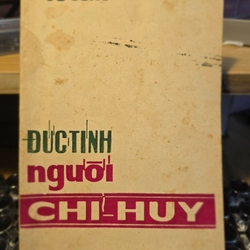 ĐỨC TÍNH
người
CHỈ-HUY